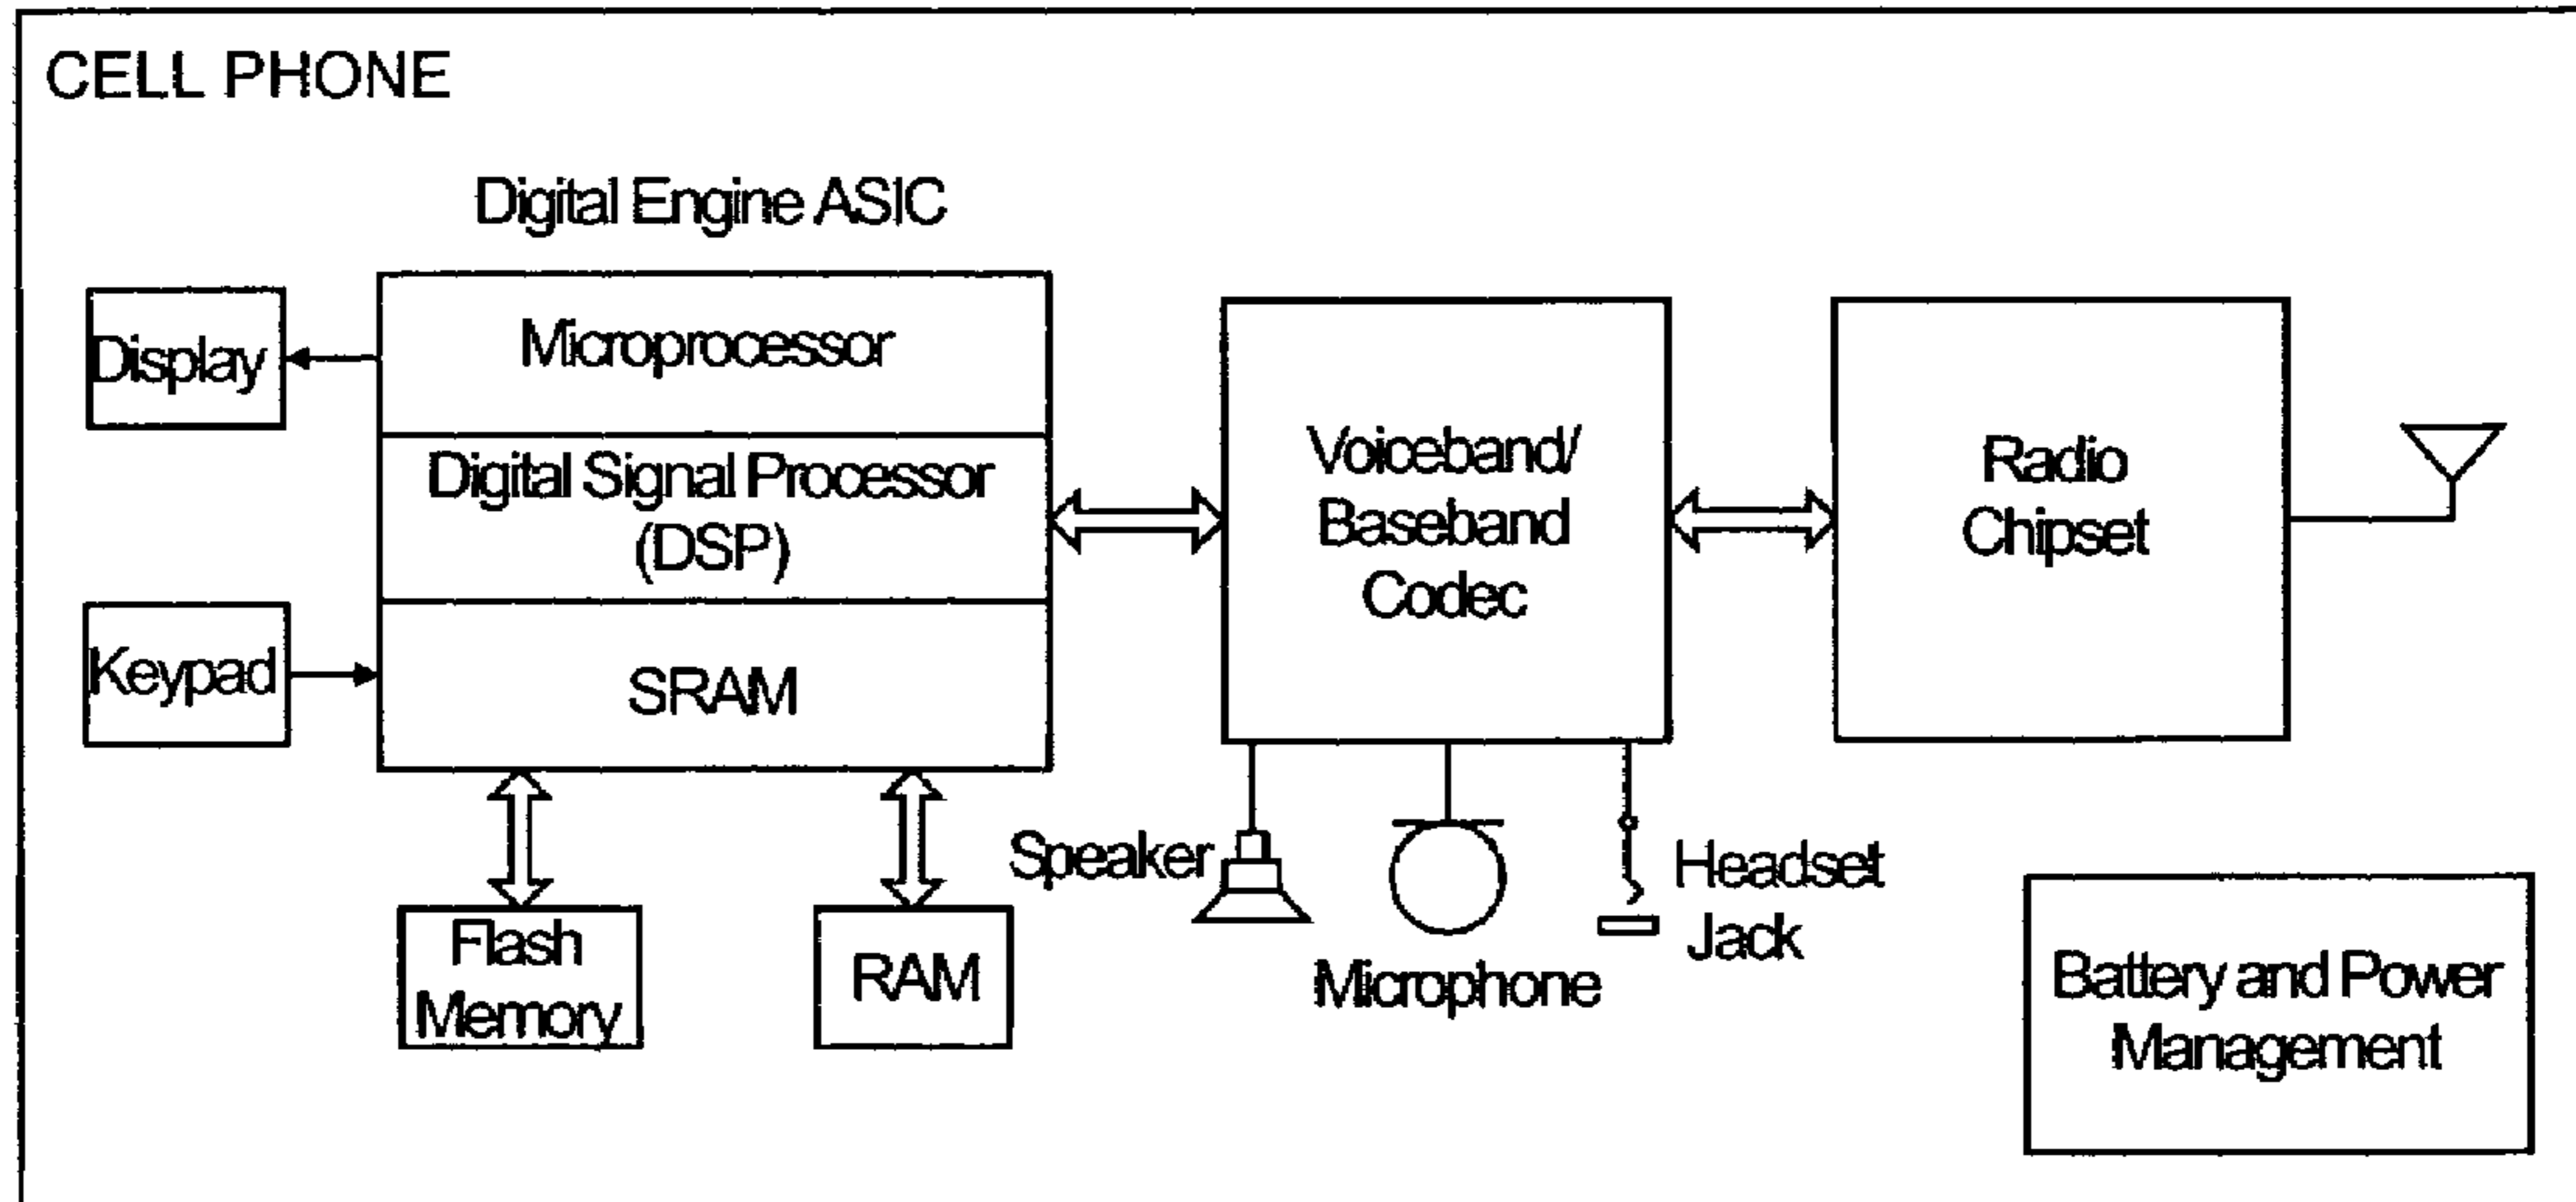 CELL PHONE
Digital Engine ASIC
Display
Microprocessor
Digital Signal Processor
(DSP)
Keypad
SRAM
Voiceband/
Baseband
Codec
Radio
Chipset
Flash
Memory
RAM
Speaker
Microphone
Headset
Jack
Battery and Power
Management